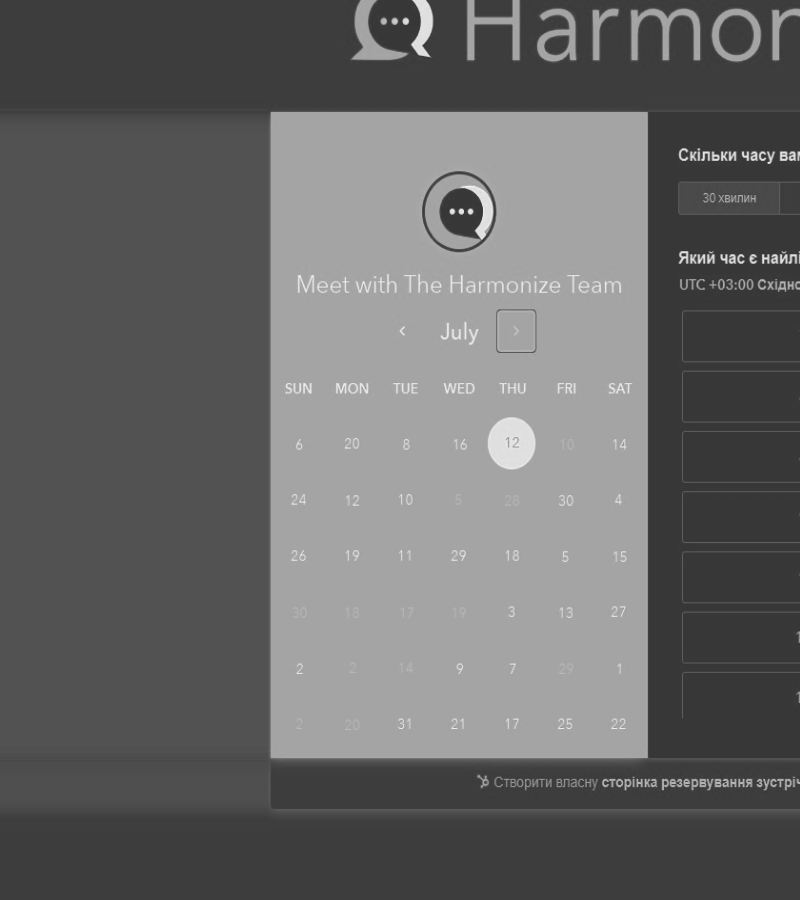 Harmon
Meet with The Harmonize Team
July
SUN MON TUE WED THU FRI SAT
6 20 8 16 12 10 14
24 12 10 5 28 30 4
26 19 11 29 18 5 15
30 18 17 19 3 13 27
2 2 14 9 7 29 1
2 20 31 21 17 25 22
Скільки часу ва
30 хвилин
Який час є найлі
UTC +03:00 Східно
Створити власну сторінка резервування зустріч